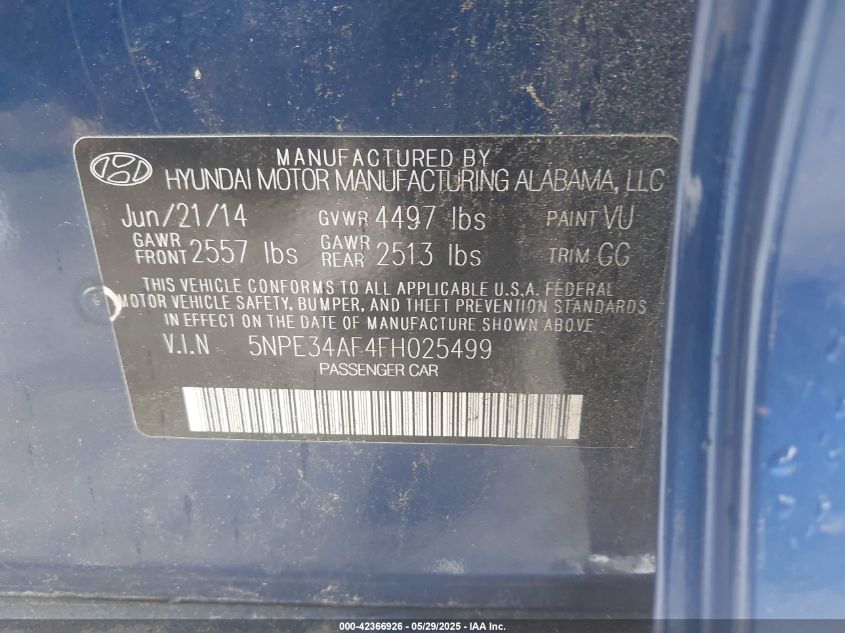 MANUFACTURED BY
HYUNDAI MOTOR MANUFACTURING ALABAMA, LLC
Jun/21/14 GVWR 4497 lbs PAINT VU
GAWR FRONT 2557 lbs GAWR REAR 2513 lbs TRIM GG
THIS VEHICLE CONFORMS TO ALL APPLICABLE U.S.A. FEDERAL
MOTOR VEHICLE SAFETY, BUMPER, AND THEFT PREVENTION STANDARDS
IN EFFECT ON THE DATE OF MANUFACTURE SHOWN ABOVE
V.I.N 5NPE34AF4FH025499
PASSENGER CAR
000-42366926 - 05/29/2025 - IAA Inc.